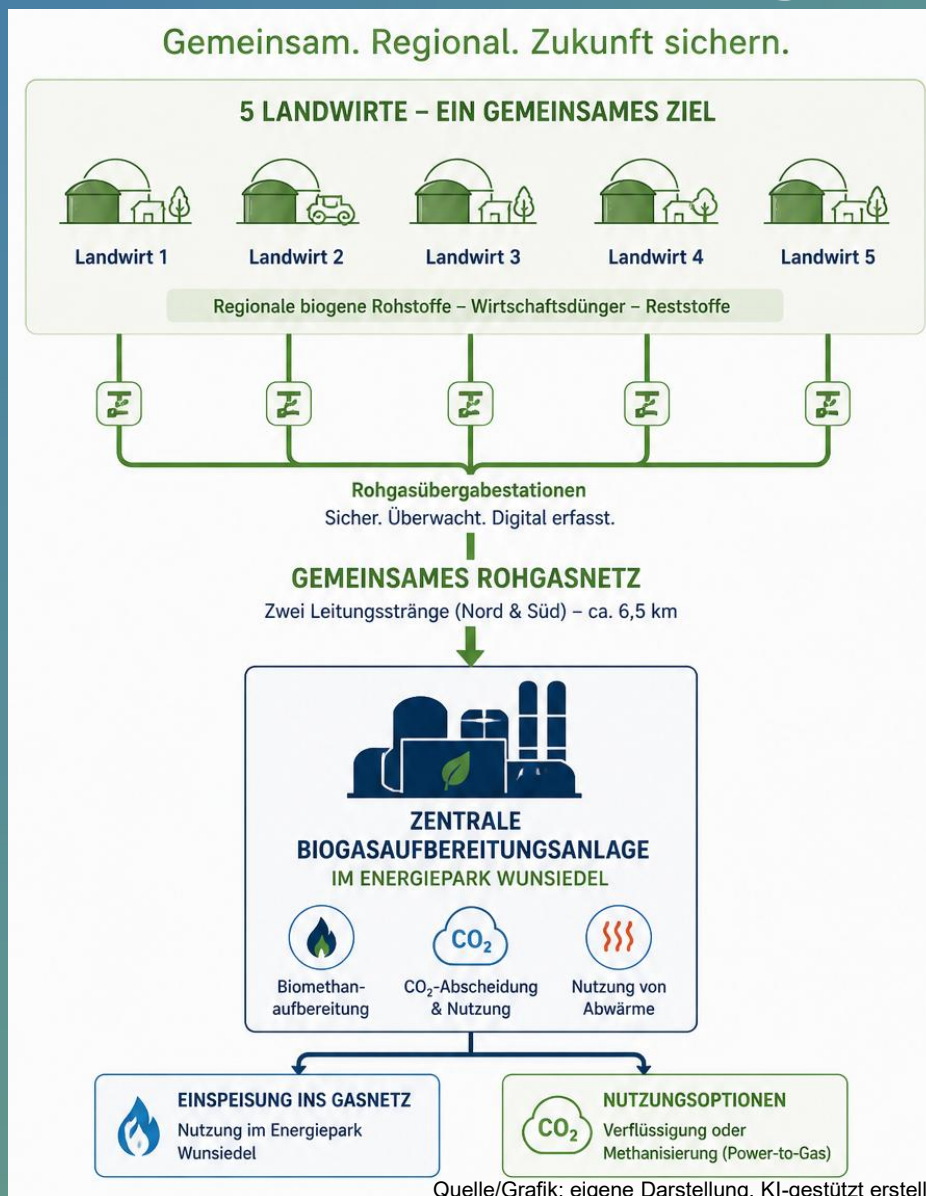 Gemeinsam. Regional. Zukunft sichern.
5 LANDWIRTE – EIN GEMEINSAMES ZIEL
Landwirt 1
Landwirt 2
Landwirt 3
Landwirt 4
Landwirt 5
Regionale biogene Rohstoffe – Wirtschaftsdünger – Reststoffe
Rohgasübergabestationen
Sicher. Überwacht. Digital erfasst.
GEMEINSAMES ROHGASNETZ
Zwei Leitungsstränge (Nord & Süd) – ca. 6,5 km
ZENTRALE
BIOGASAUFBEREITUNGSANLAGE
IM ENERGIEPARK WUNSIEDEL
Biomethan-
aufbereitung
CO₂
CO₂-Abscheidung
& Nutzung
Nutzung von
Abwärme
EINSPEISUNG INS GASNETZ
Nutzung im Energiepark
Wunsiedel
CO₂
NUTZUNGSOPTIONEN
Verflüssigung oder
Methanisierung (Power-to-Gas)
Quelle/Grafik: eigene Darstellung, KI-gestützt erstell